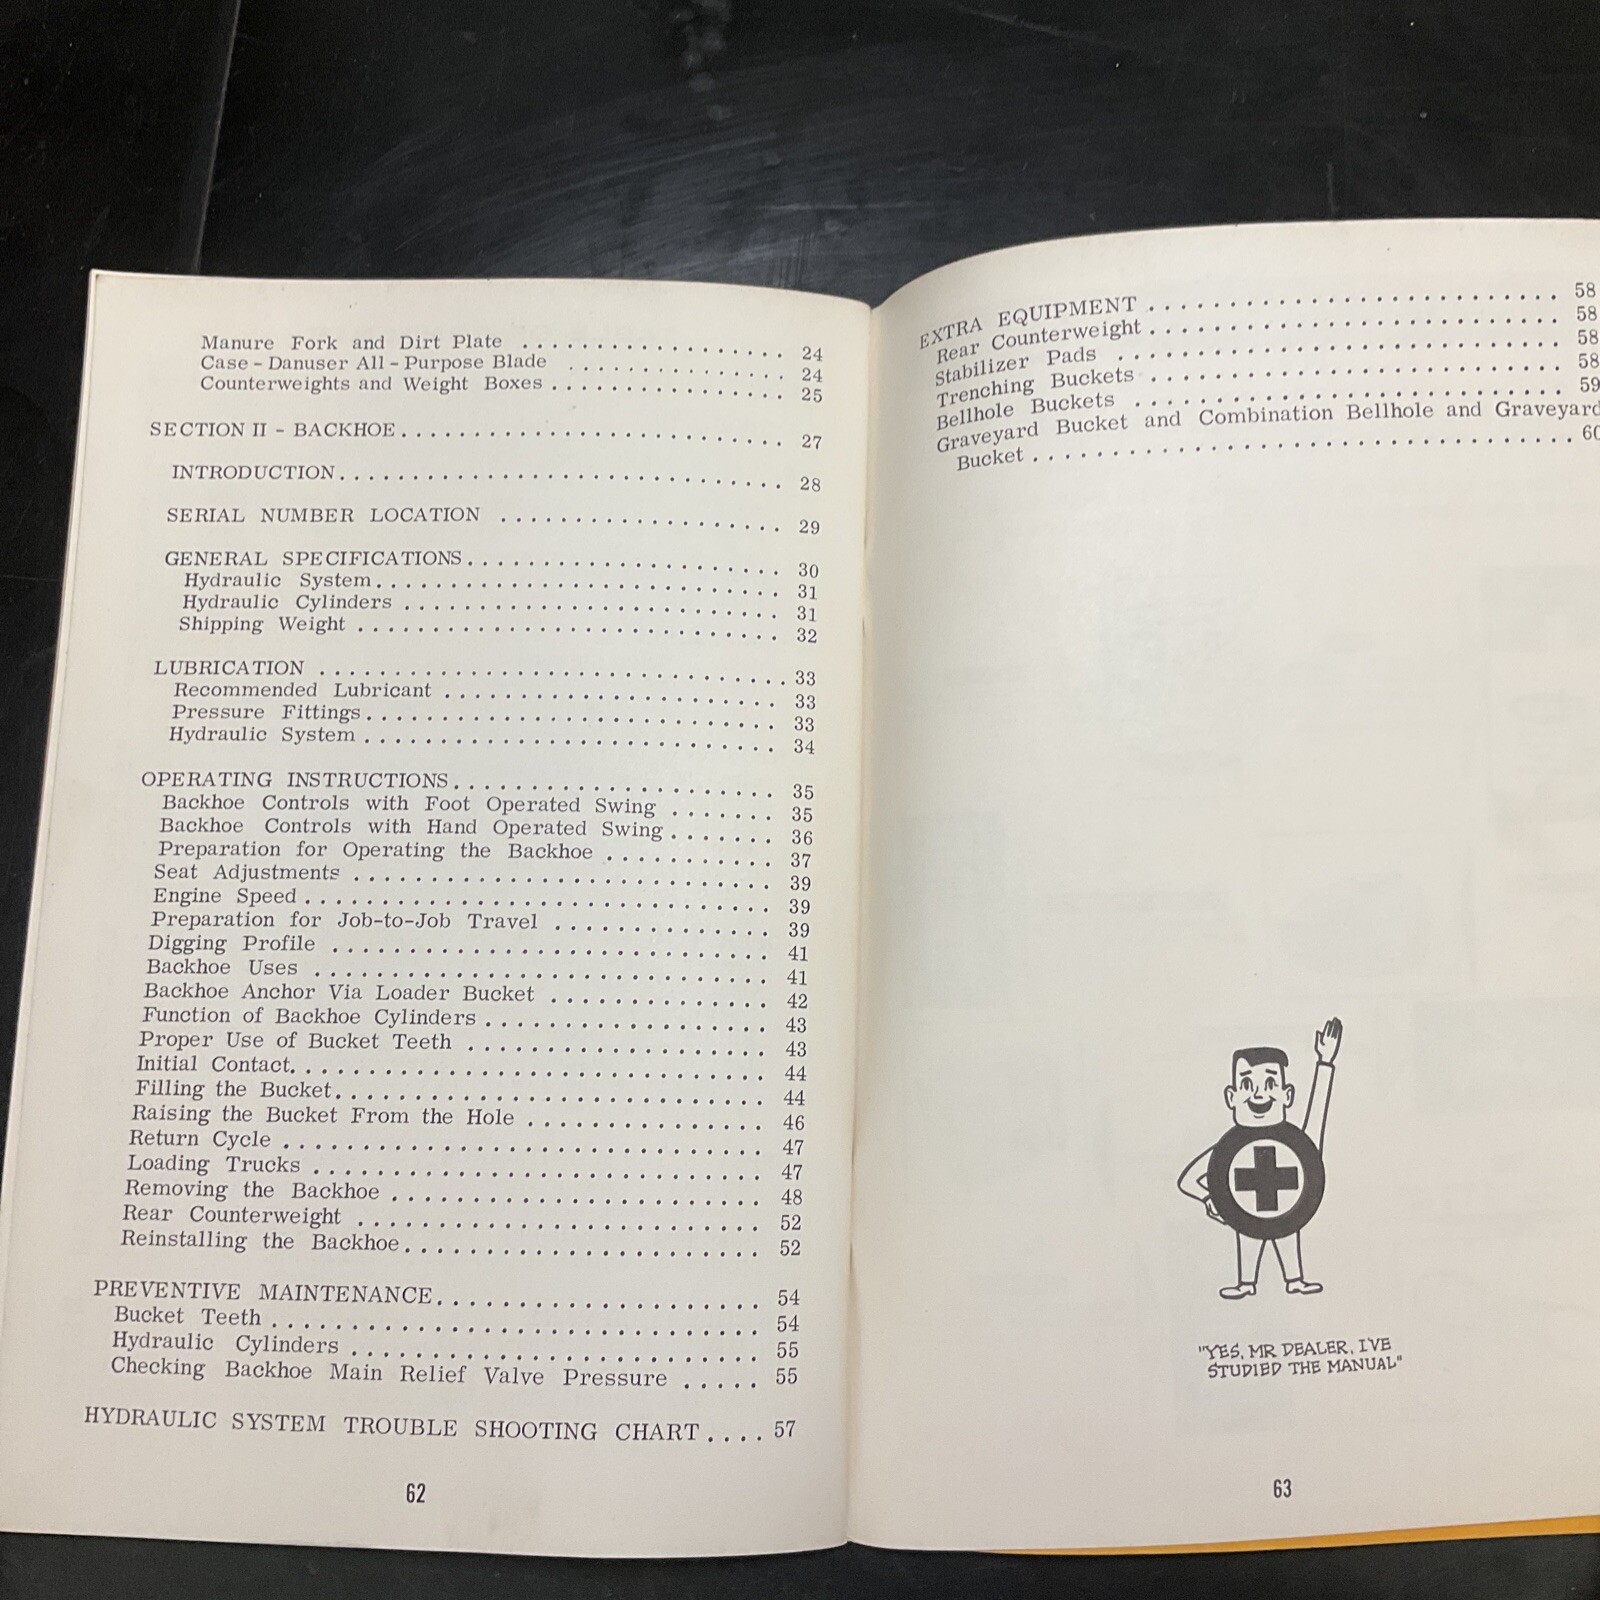 Manure Fork and Dirt Plate . . . . . . . . . . . . . . . . . 24
Case - Danuser All - Purpose Blade . . . . . . . . . . . . . . 24
Counterweights and Weight Boxes . . . . . . . . . . . . . . . 25
SECTION II - BACKHOE . . . . . . . . . . . . . . . . . . . . . . . . 27
INTRODUCTION . . . . . . . . . . . . . . . . . . . . . . . . . . . . 28
SERIAL NUMBER LOCATION . . . . . . . . . . . . . . . . . . 29
GENERAL SPECIFICATIONS . . . . . . . . . . . . . . . . . . . . 30
Hydraulic System . . . . . . . . . . . . . . . . . . . . . . . . . . 31
Hydraulic Cylinders . . . . . . . . . . . . . . . . . . . . . . . . 31
Shipping Weight . . . . . . . . . . . . . . . . . . . . . . . . . . . 32
LUBRICATION . . . . . . . . . . . . . . . . . . . . . . . . . . . . . . 33
Recommended Lubricant . . . . . . . . . . . . . . . . . . . . . 33
Pressure Fittings . . . . . . . . . . . . . . . . . . . . . . . . . . 33
Hydraulic System . . . . . . . . . . . . . . . . . . . . . . . . . . 34
OPERATING INSTRUCTIONS . . . . . . . . . . . . . . . . . . . . . 35
Backhoe Controls with Foot Operated Swing . . . . . . . 35
Backhoe Controls with Hand Operated Swing . . . . . . . 36
Preparation for Operating the Backhoe . . . . . . . . . . . 37
Seat Adjustments . . . . . . . . . . . . . . . . . . . . . . . . . . . 39
Engine Speed . . . . . . . . . . . . . . . . . . . . . . . . . . . . . . 39
Preparation for Job-to-Job Travel . . . . . . . . . . . . . . 39
Digging Profile . . . . . . . . . . . . . . . . . . . . . . . . . . . . 41
Backhoe Uses . . . . . . . . . . . . . . . . . . . . . . . . . . . . . 41
Backhoe Anchor Via Loader Bucket . . . . . . . . . . . . . . 42
Function of Backhoe Cylinders . . . . . . . . . . . . . . . . . . 43
Proper Use of Bucket Teeth . . . . . . . . . . . . . . . . . . . 43
Initial Contact . . . . . . . . . . . . . . . . . . . . . . . . . . . . . . 44
Filling the Bucket . . . . . . . . . . . . . . . . . . . . . . . . . . . 44
Raising the Bucket From the Hole . . . . . . . . . . . . . . . 46
Return Cycle . . . . . . . . . . . . . . . . . . . . . . . . . . . . . . 47
Loading Trucks . . . . . . . . . . . . . . . . . . . . . . . . . . . . 47
Removing the Backhoe . . . . . . . . . . . . . . . . . . . . . . . 48
Rear Counterweight . . . . . . . . . . . . . . . . . . . . . . . . . 52
Reinstalling the Backhoe . . . . . . . . . . . . . . . . . . . . . . 52
PREVENTIVE MAINTENANCE . . . . . . . . . . . . . . . . . . . . . 54
Bucket Teeth . . . . . . . . . . . . . . . . . . . . . . . . . . . . . . 54
Hydraulic Cylinders . . . . . . . . . . . . . . . . . . . . . . . . . 55
Checking Backhoe Main Relief Valve Pressure . . . . . 55
HYDRAULIC SYSTEM TROUBLE SHOOTING CHART . . . . 57
62
EXTRA EQUIPMENT . . . . . . . . . . . . . . . . . . . . . . . . . . 58
Rear Counterweight . . . . . . . . . . . . . . . . . . . . . . . . . . 58
Stabilizer Pads . . . . . . . . . . . . . . . . . . . . . . . . . . . . 58
Trenching Buckets . . . . . . . . . . . . . . . . . . . . . . . . . . 58
Bellhole Buckets . . . . . . . . . . . . . . . . . . . . . . . . . . . 59
Graveyard Bucket and Combination Bellhole and Graveyard
Bucket . . . . . . . . . . . . . . . . . . . . . . . . . . . . . . . . . . 60
"YES, MR DEALER, I'VE
STUDIED THE MANUAL"
63